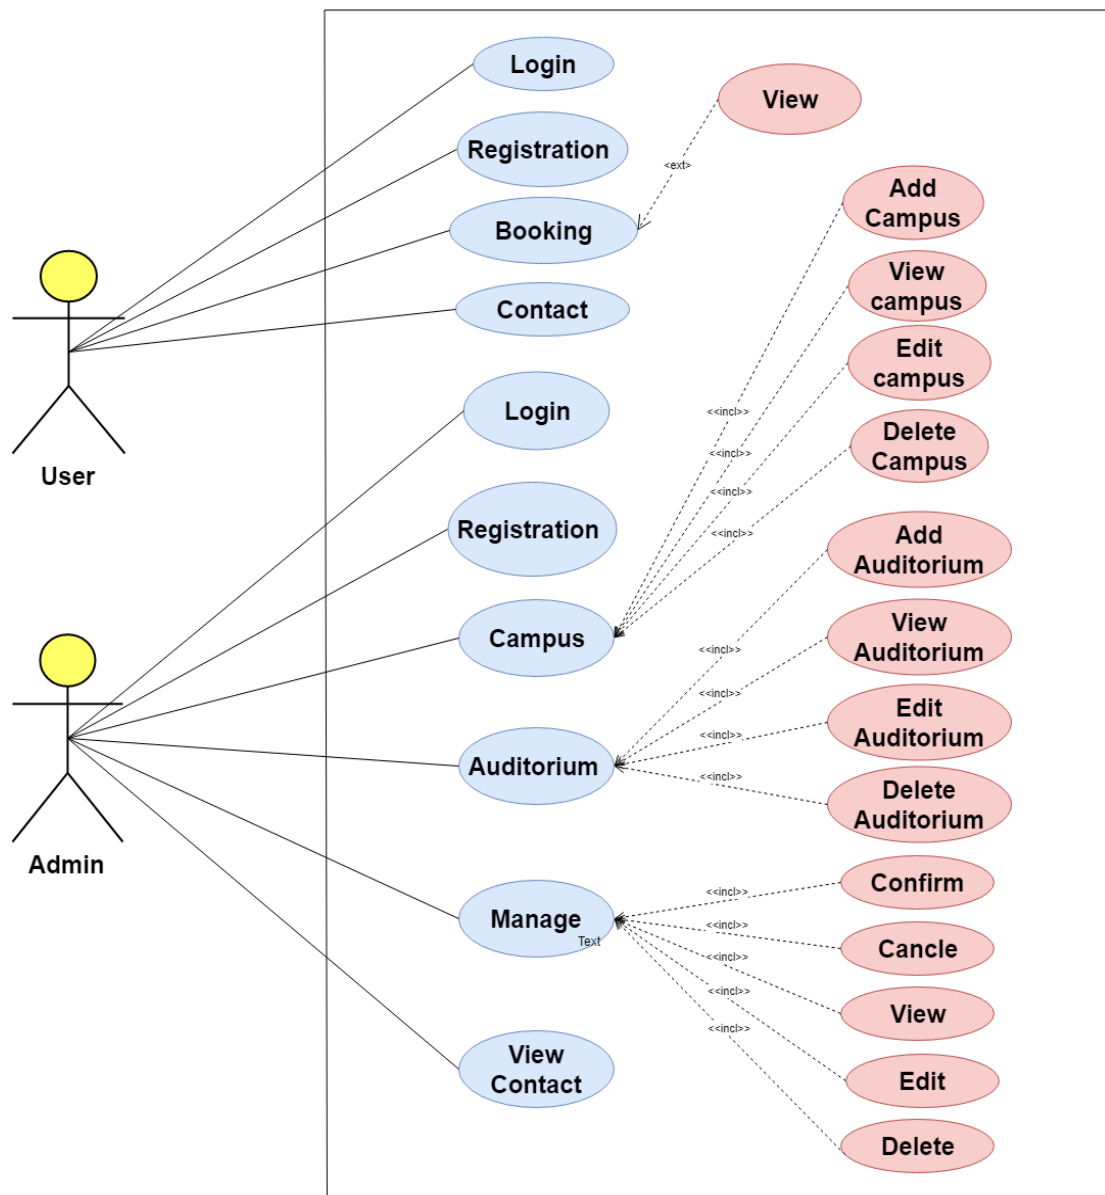 Login
View
Registration
<ext>
Add
Campus
Booking
View
campus
Contact
Edit
campus
Login
<<incl>>
Delete
Campus
<<incl>>
User
<<incl>>
Registration
<<incl>>
Add
Auditorium
Campus
<<incl>>
View
Auditorium
<<incl>>
Edit
Auditorium
<<incl>>
Auditorium
<<incl>>
Delete
Auditorium
Admin
Confirm
<<incl>>
Manage
Text
<<incl>>
Cancle
<<incl>>
View
<<incl>>
<<incl>>
View
Contact
Edit
Delete